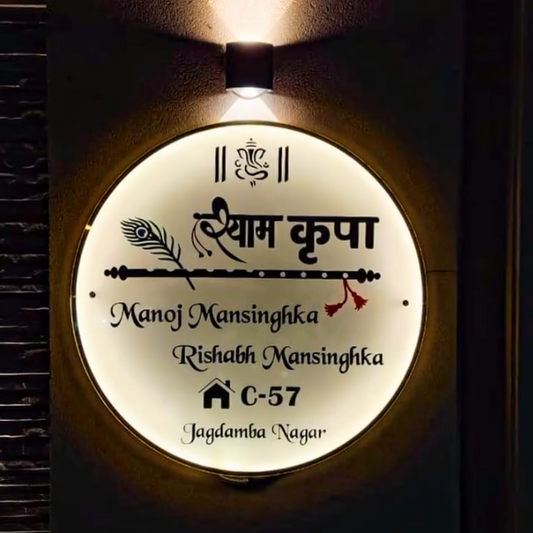 || ||
श्याम कृपा
Manoj Mansinghka
Rishabh Mansinghka
C-57
Jagdamba Nagar